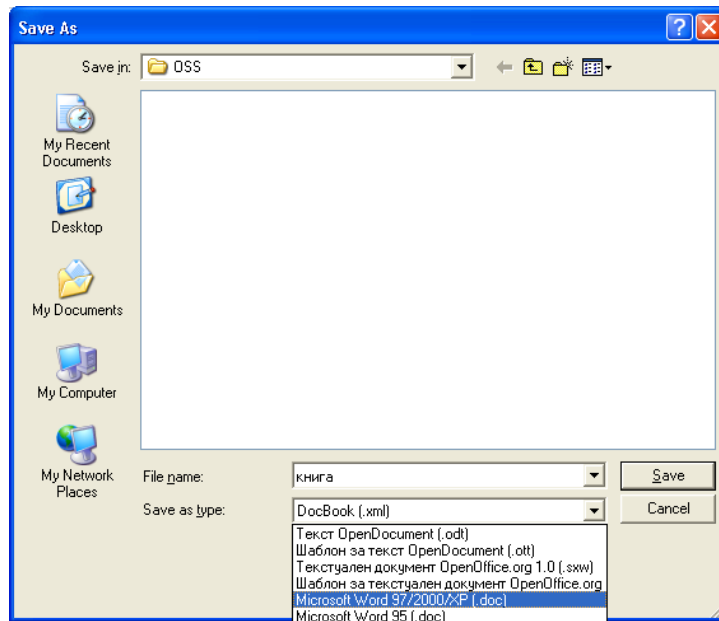 Save As
Save in:
OSS
My Recent
Documents
Desktop
My Documents
My Computer
My Network
Places
File name:
книга
Save
Save as type:
DocBook (.xml)
Cancel
Текст OpenDocument (.odt)
Шаблон за текст OpenDocument (.ott)
Текстуален документ OpenOffice.org 1.0 (.sxw)
Шаблон за текстуален документ OpenOffice.org
Microsoft Word 97/2000/XP (.doc)
Microsoft Word 95 (.doc)